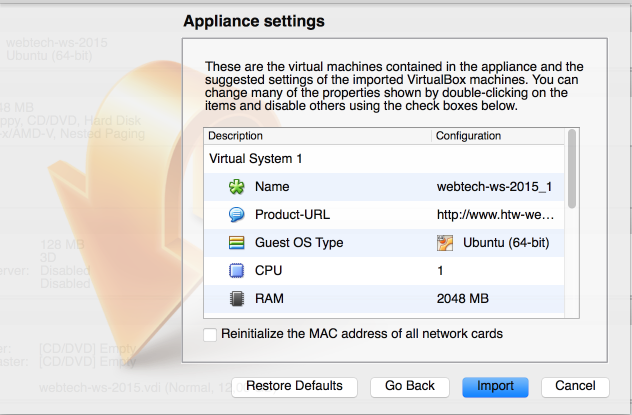 Appliance settings
These are the virtual machines contained in the appliance and the
suggested settings of the imported VirtualBox machines. You can
change many of the properties shown by double-clicking on the
items and disable others using the check boxes below.
Description Configuration
Virtual System 1
Name webtech-ws-2015_1
Product-URL http://www.htw-we...
Guest OS Type Ubuntu (64-bit)
CPU 1
RAM 2048 MB
Reinitialize the MAC address of all network cards
Restore Defaults Go Back Import Cancel
webtech-ws-2015
Ubuntu (64-bit)
48 MB
ppy, CD/DVD, Hard Disk
-x/AMD-V, Nested Paging
128 MB
3D
erver: Disabled
Disabled
er: [CD/DVD] Empty
aster: [CD/DVD] Empty
webtech-ws-2015.vdi (Normal, 12,0